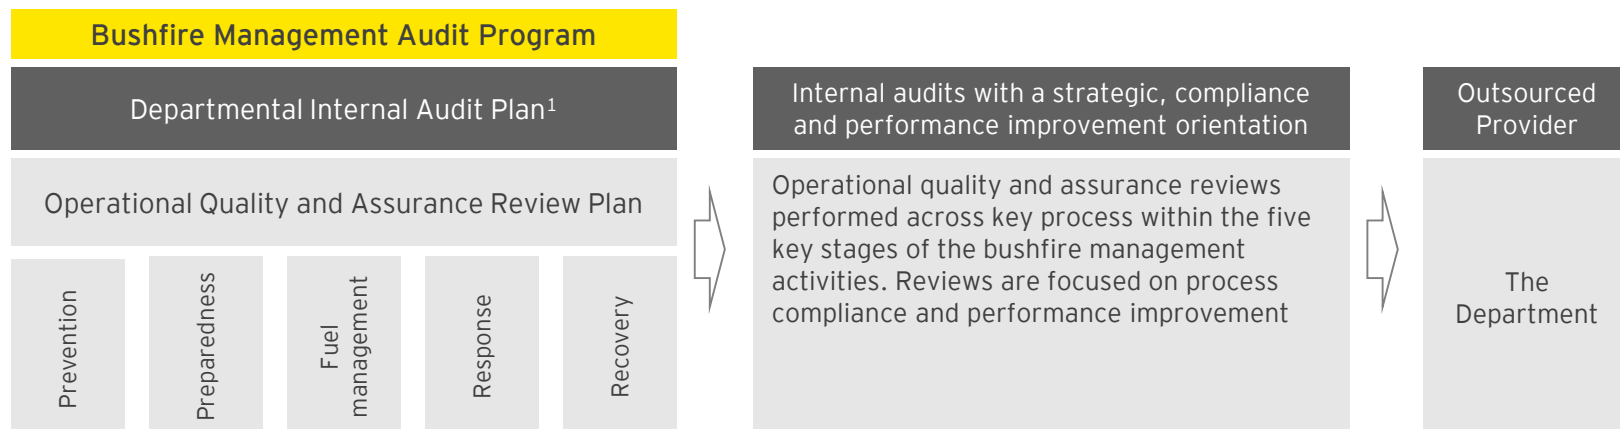 Bushfire Management Audit Program
Departmental Internal Audit Plan¹
Operational Quality and Assurance Review Plan
Prevention
Preparedness
Fuel
management
Response
Recovery
Internal audits with a strategic, compliance
and performance improvement orientation
Operational quality and assurance reviews
performed across key process within the five
key stages of the bushfire management
activities. Reviews are focused on process
compliance and performance improvement
Outsourced
Provider
The
Department